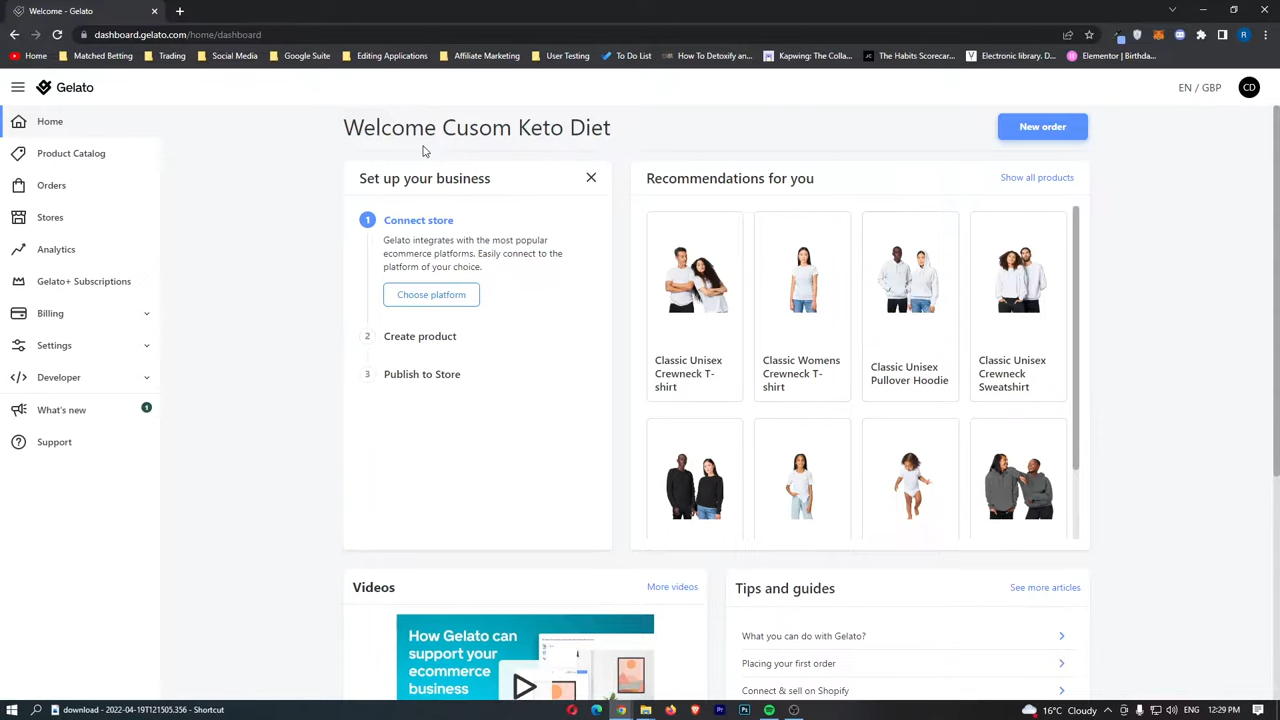 Welcome - Gelato
dashboard.gelato.com/home/dashboard
Home
Matched Betting
Trading
Social Media
Google Suite
Editing Applications
Affiliate Marketing
User Testing
To Do List
How To Detoxify an...
Kapwing: The Colla...
The Habits Scorecar...
Electronic library. D...
Elementor | Birthda...
Gelato
EN / GBP
CD
Home
Product Catalog
Orders
Stores
Analytics
Gelato+ Subscriptions
Billing
Settings
Developer
What's new
1
Support
Welcome Cusom Keto Diet
New order
Set up your business
1 Connect store
Gelato integrates with the most popular
ecommerce platforms. Easily connect to the
platform of your choice.
Choose platform
2 Create product
3 Publish to Store
Recommendations for you
Show all products
Classic Unisex
Crewneck T-
shirt
Classic Womens
Crewneck T-
shirt
Classic Unisex
Pullover Hoodie
Classic Unisex
Crewneck
Sweatshirt
Videos
More videos
How Gelato can
support your
ecommerce
business
Tips and guides
See more articles
What you can do with Gelato?
Placing your first order
Connect & sell on Shopify
download - 2022-04-19T121505.356 - Shortcut
16°C Cloudy
12:29 PM